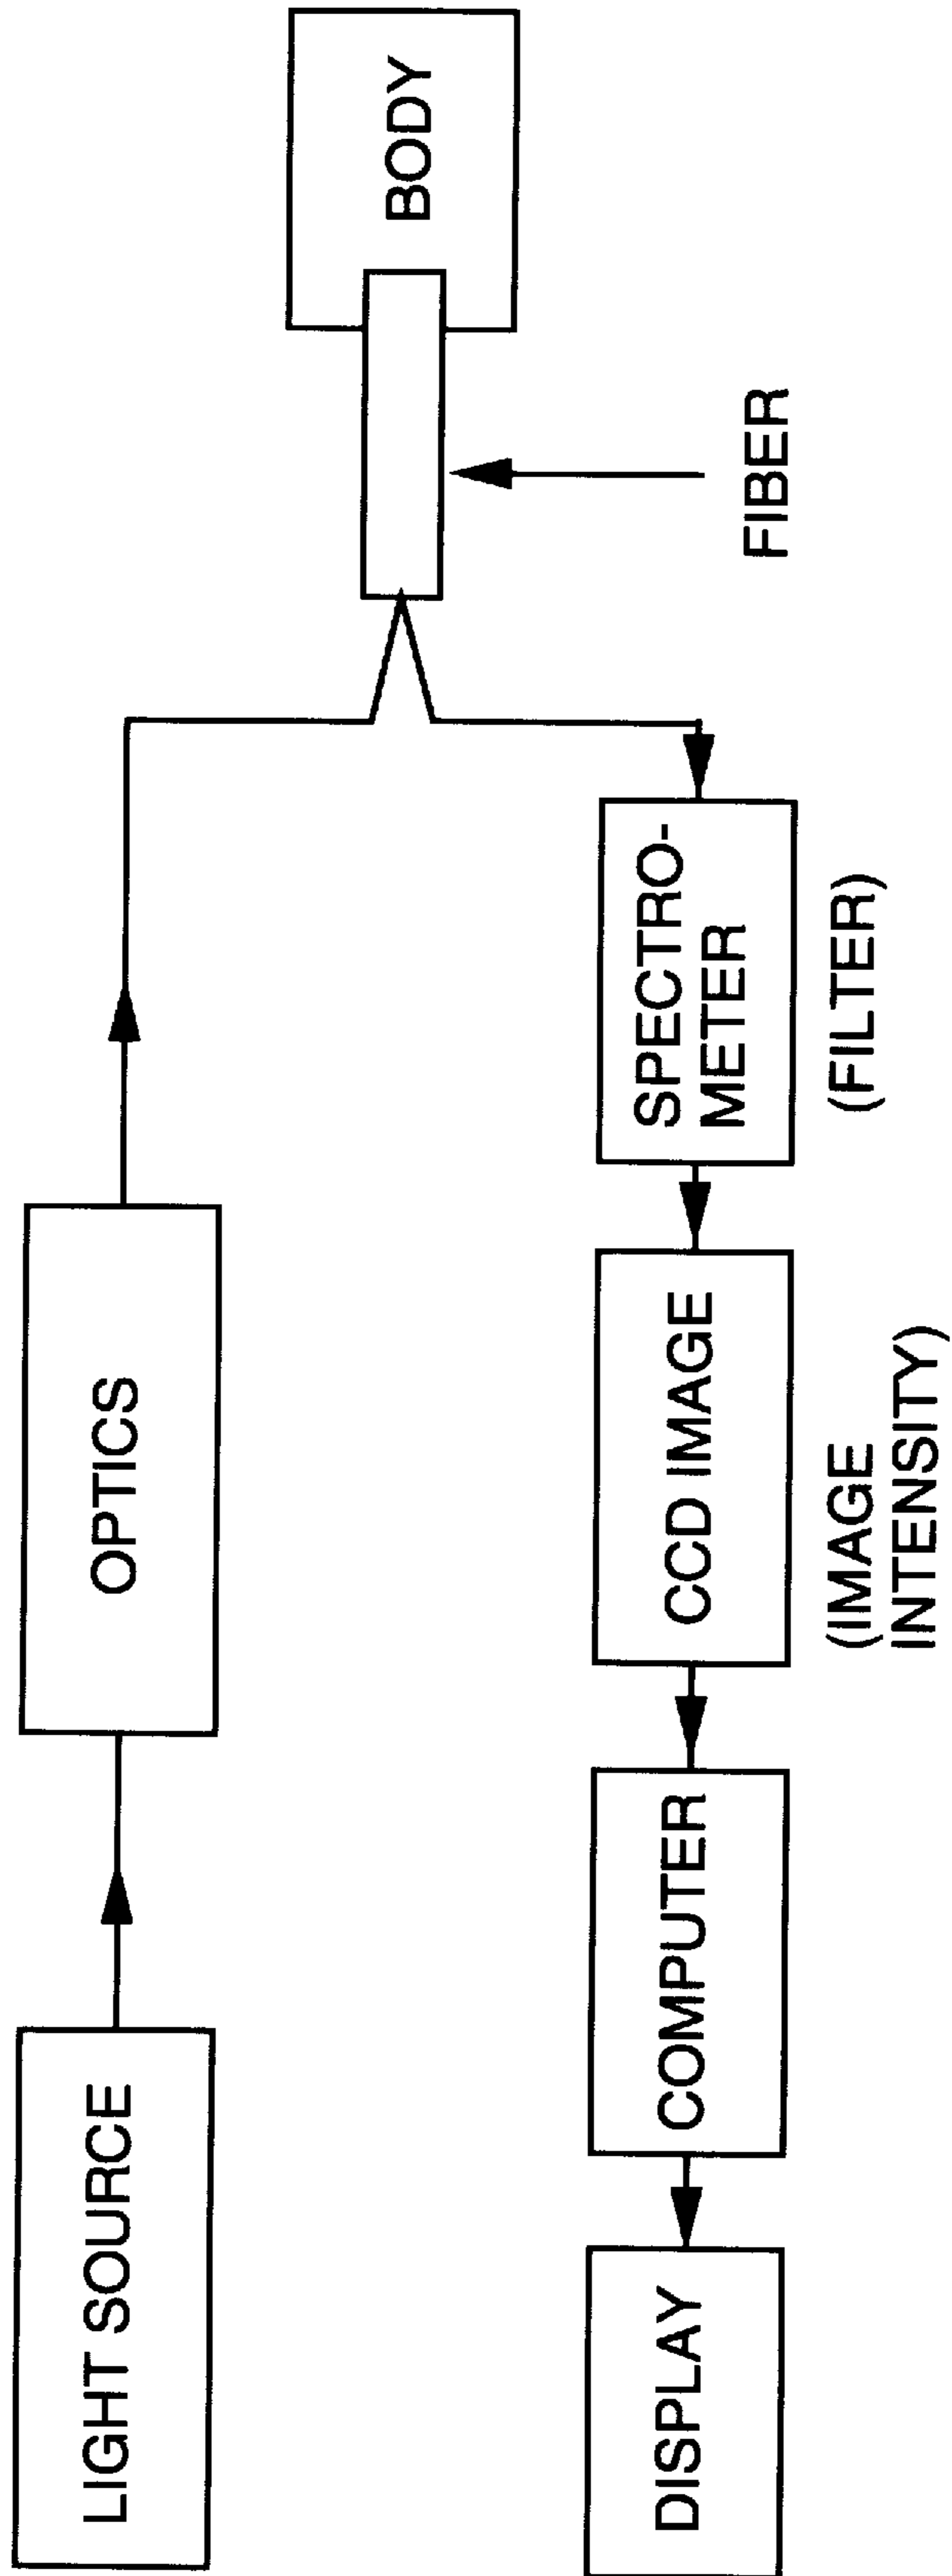 LIGHT SOURCE
OPTICS
BODY
FIBER
DISPLAY
COMPUTER
CCD IMAGE
SPECTRO-
METER
(IMAGE
INTENSITY)
(FILTER)